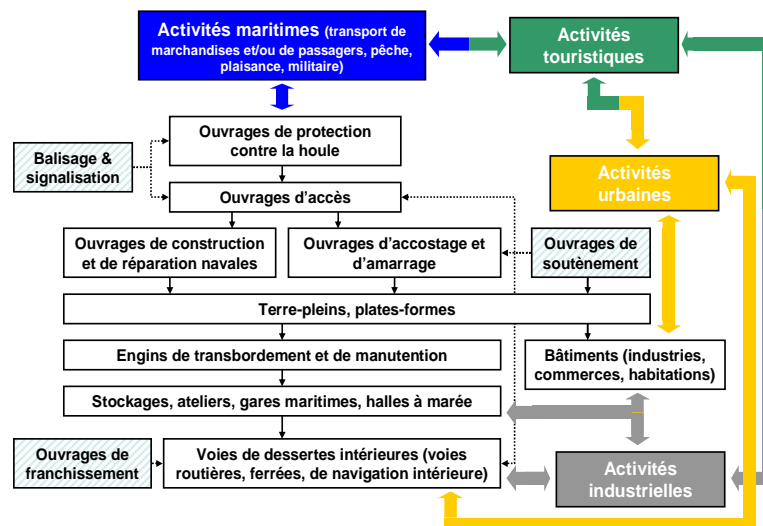 Activités maritimes (transport de
marchandises et/ou de passagers, pêche,
plaisance, militaire)
Activités
touristiques
Ouvrages de protection
contre la houle
Balisage &
signalisation
Ouvrages d’accès
Activités
urbaines
Ouvrages de construction
et de réparation navales
Ouvrages d’accostage et
d’amarrage
Ouvrages de
soutènement
Terre-pleins, plates-formes
Engins de transbordement et de manutention
Bâtiments (industries,
commerces, habitations)
Stockages, ateliers, gares maritimes, halles à marée
Ouvrages de
franchissement
Voies de dessertes intérieures (voies
routières, ferrées, de navigation intérieure)
Activités
industrielles